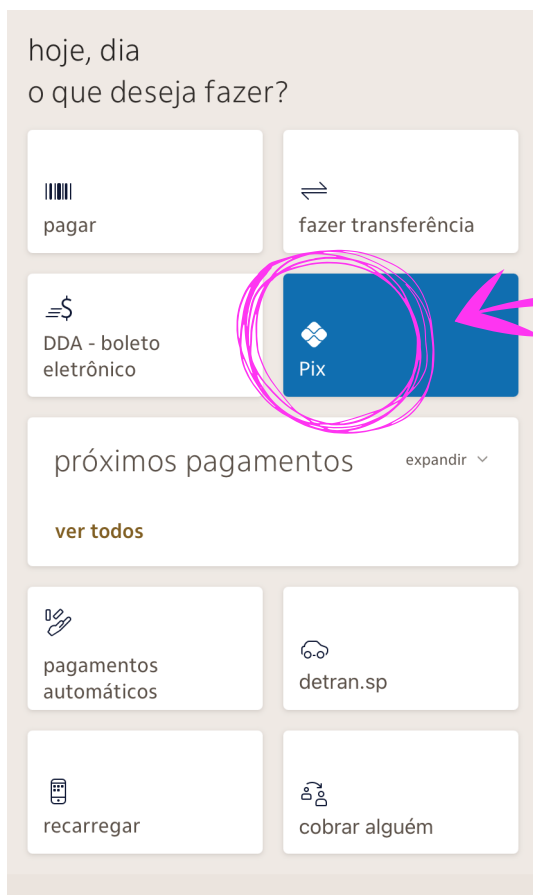 hoje, dia
o que deseja fazer?
pagar
fazer transferência
DDA - boleto
eletrônico
Pix
próximos pagamentos
expandir
ver todos
pagamentos
automáticos
detran.sp
recarregar
cobrar alguém